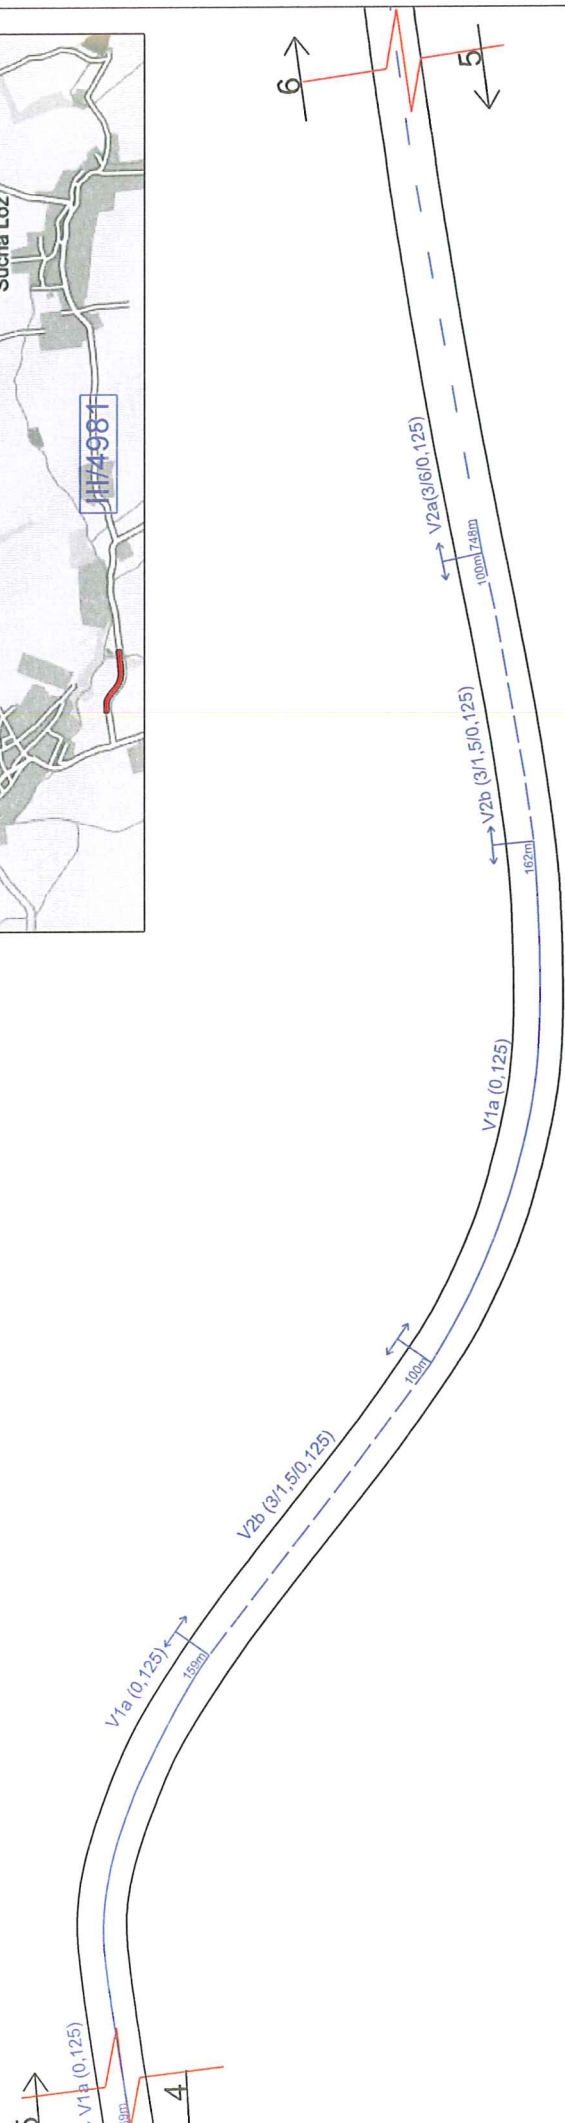 Suchá Loz
III/4981
6
5
V2a(3/6/0,125)
100m
748m
V2b (3/1,5/0,125)
162m
V1a (0,125)
100m
V2b (3/1,5/0,125)
V1a (0,125)
159m
V1a (0,125)
4